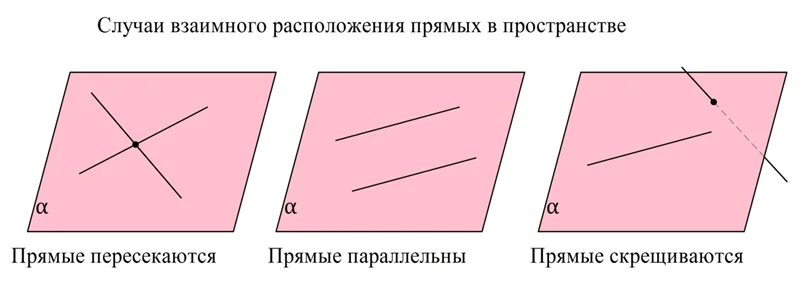 Случаи взаимного расположения прямых в пространстве
α
α
α
Прямые пересекаются
Прямые параллельны
Прямые скрещиваются